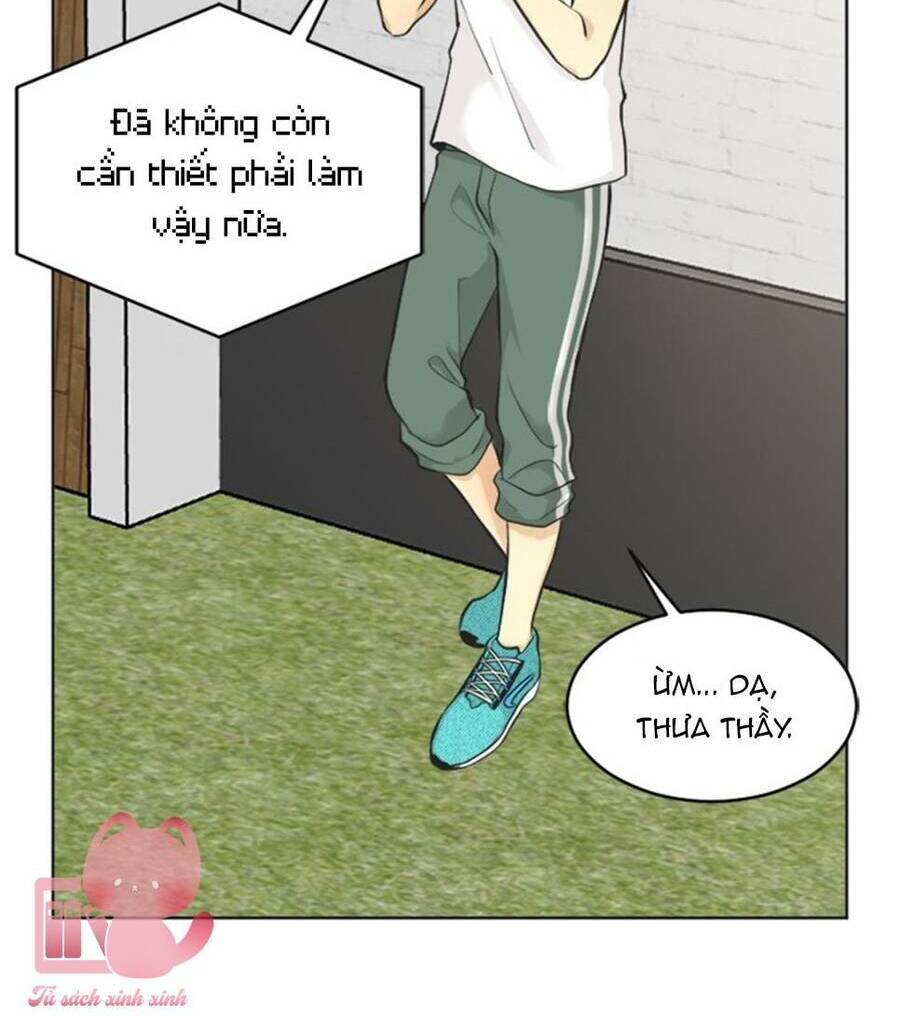 Đã không còn
cần thiết phải làm
vậy nữa.
ỪM... DẠ,
THƯA THẦY.
Tủ sách xinh xinh